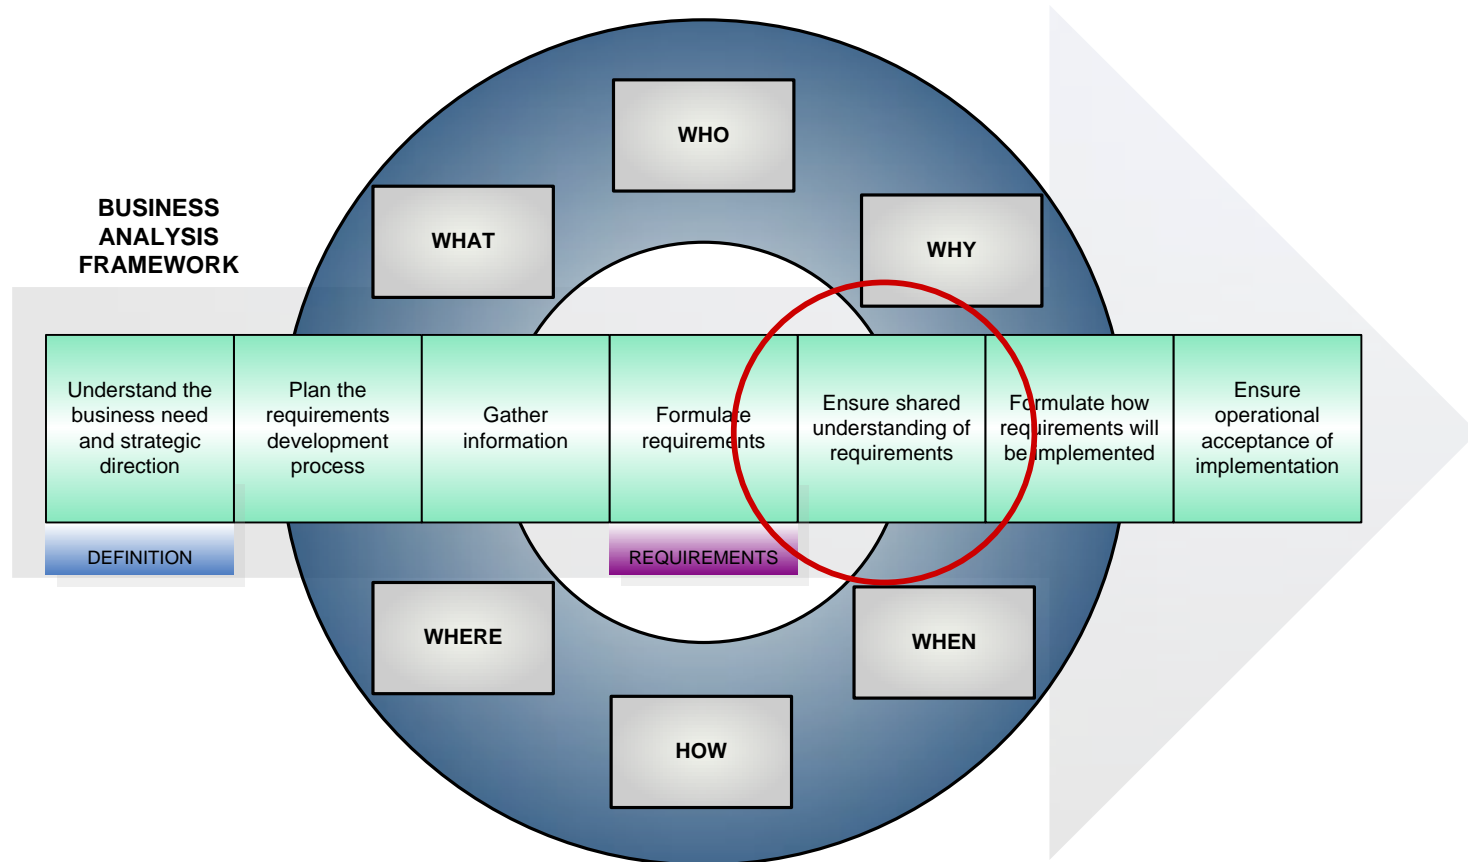 WHO
WHAT
WHY
BUSINESS
ANALYSIS
FRAMEWORK
Understand the
business need
and strategic
direction
Plan the
requirements
development
process
Gather
information
Formulate
requirements
Ensure shared
understanding of
requirements
Formulate how
requirements will
be implemented
Ensure
operational
acceptance of
implementation
DEFINITION
REQUIREMENTS
WHERE
WHEN
HOW